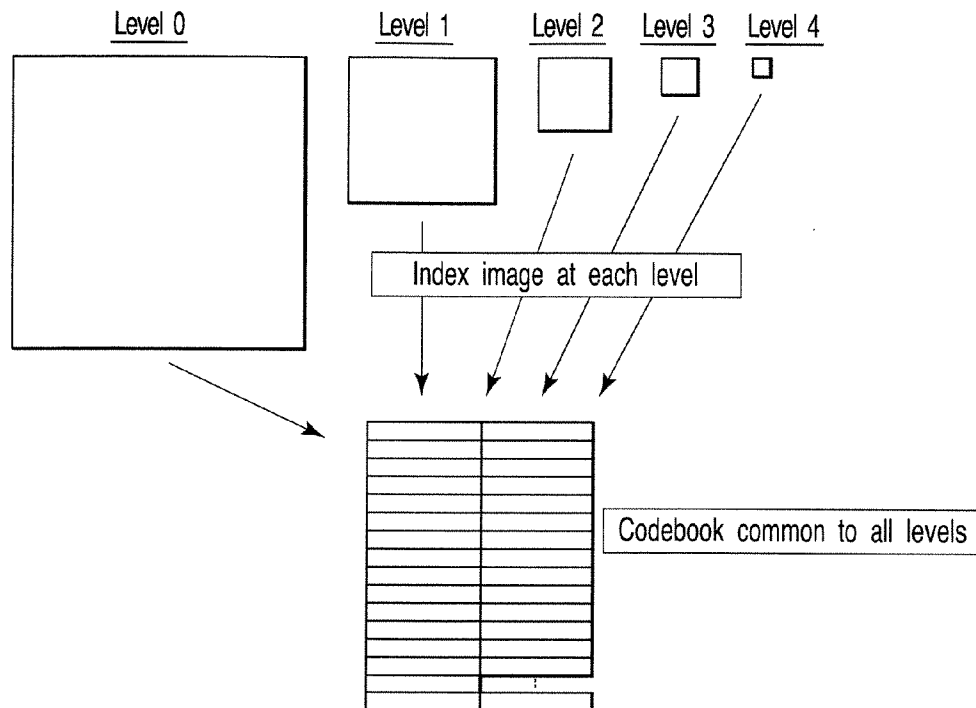 Level 0
Level 1
Level 2
Level 3
Level 4
Index image at each level
Codebook common to all levels